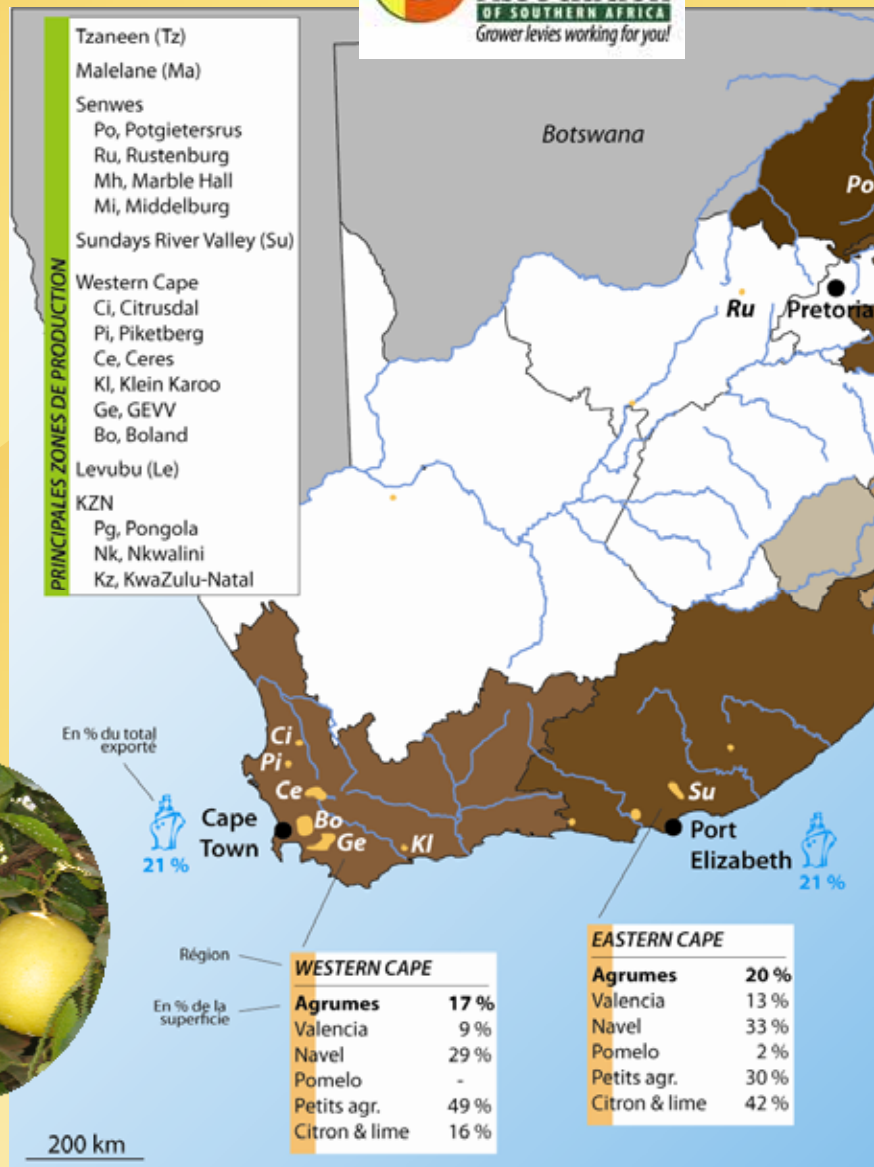 OF SOUTHERN AFRICA
Grower levies working for you!
PRINCIPALES ZONES DE PRODUCTION
Tzaneen (Tz)
Malelane (Ma)
Senwes
Po, Potgietersrus
Ru, Rustenburg
Mh, Marble Hall
Mi, Middelburg
Sundays River Valley (Su)
Western Cape
Ci, Citrusdal
Pi, Piketberg
Ce, Ceres
Kl, Klein Karoo
Ge, GEVV
Bo, Boland
Levubu (Le)
KZN
Pg, Pongola
Nk, Nkwalini
Kz, KwaZulu-Natal
Botswana
Po
Ru
Pretoria
En % du total
exporté
21 %
Cape
Town
Ci
Pi
Ce
Bo
Ge
Kl
Su
Port
Elizabeth
21 %
Région
En % de la
superficie
WESTERN CAPE
Agrumes 17 %
Valencia 9 %
Navel 29 %
Pomelo -
Petits agr. 49 %
Citron & lime 16 %
EASTERN CAPE
Agrumes 20 %
Valencia 13 %
Navel 33 %
Pomelo 2 %
Petits agr. 30 %
Citron & lime 42 %
200 km